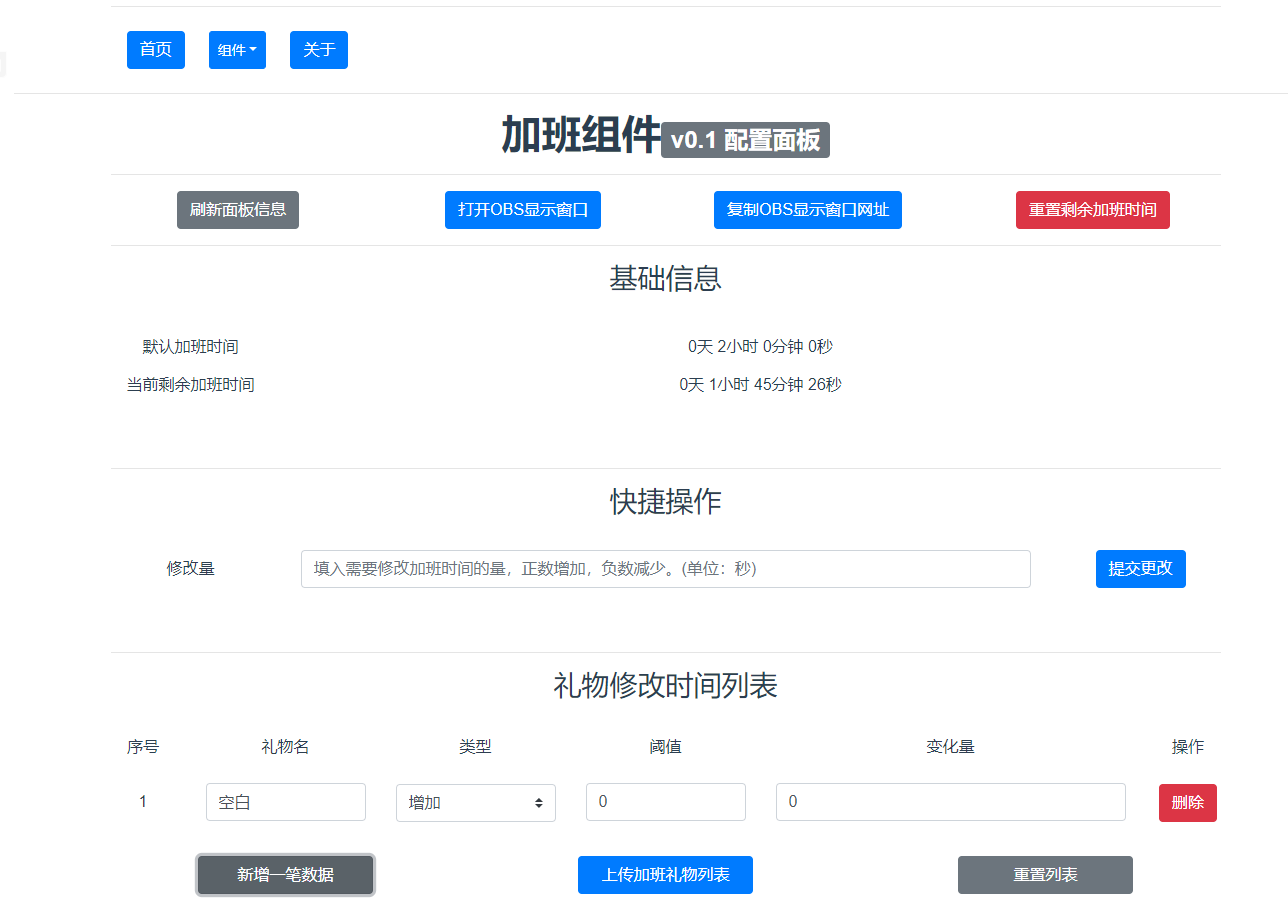 首页 组件 关于
加班组件 v0.1 配置面板
刷新面板信息 打开OBS显示窗口 复制OBS显示窗口网址 重置剩余加班时间
基础信息
默认加班时间 0天 2小时 0分钟 0秒
当前剩余加班时间 0天 1小时 45分钟 26秒
快捷操作
修改量 填入需要修改加班时间的量，正数增加，负数减少。(单位：秒) 提交更改
礼物修改时间列表
序号 礼物名 类型 阈值 变化量 操作
1 空白 增加 0 0 删除
新增一笔数据 上传加班礼物列表 重置列表